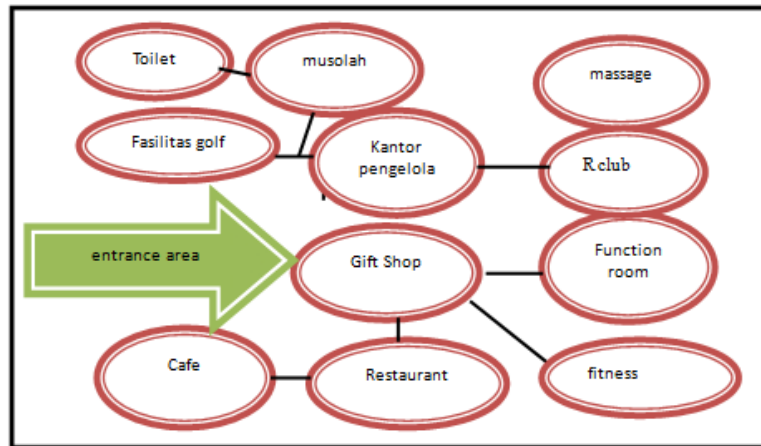 Toilet
musolah
massage
Fasilitas golf
Kantor
pengelola
R.club
entrance area
Gift Shop
Function
room
Cafe
Restaurant
fitness